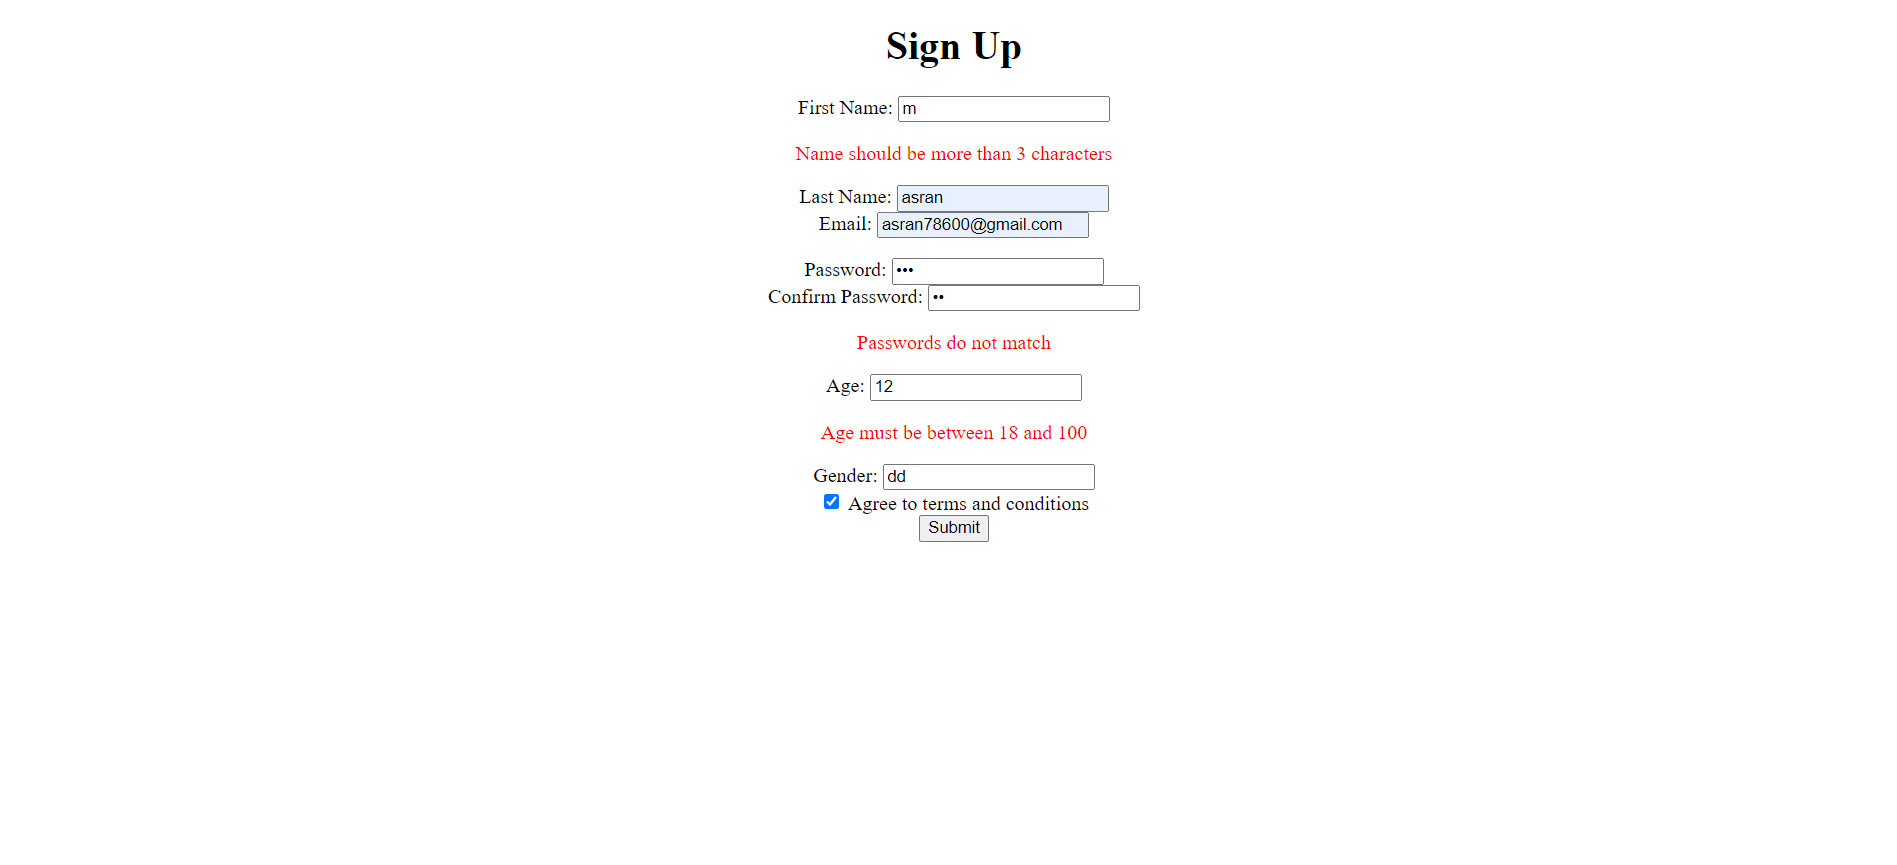 Sign Up
First Name: m
Name should be more than 3 characters
Last Name: asran
Email: asran78600@gmail.com
Password: •••
Confirm Password: ••
Passwords do not match
Age: 12
Age must be between 18 and 100
Gender: dd
Agree to terms and conditions
Submit